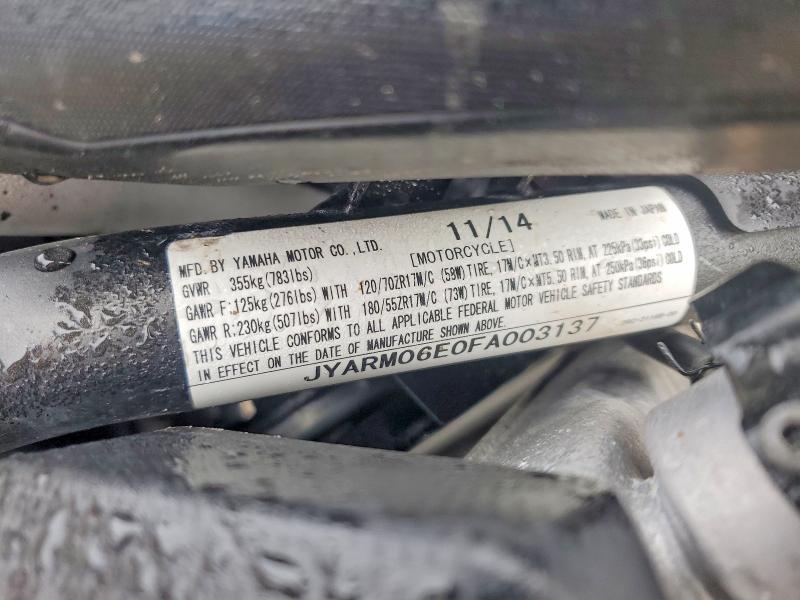 MFD. BY YAMAHA MOTOR CO., LTD. 11/14 MADE IN JAPAN
GVWR 355kg(783lbs) [MOTORCYCLE]
GAWR F:125kg(276lbs) WITH 120/70ZR17M/C (58W) TIRE, 17M/C×MT3.50 RIM, AT 225kPa(33psi) COLD
GAWR R:230kg(507lbs) WITH 180/55ZR17M/C (73W) TIRE, 17M/C×MT5.50 RIM, AT 250kPa(36psi) COLD
THIS VEHICLE CONFORMS TO ALL APPLICABLE FEDERAL MOTOR VEHICLE SAFETY STANDARDS
IN EFFECT ON THE DATE OF MANUFACTURE SHOWN ABOVE.
JYARM06E0FA003137